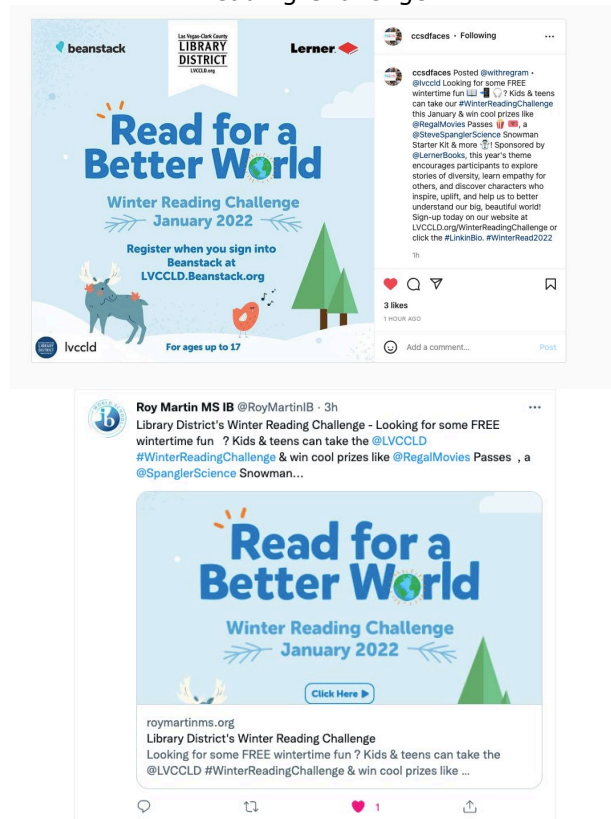 Reading Challenge
beanstack
Las Vegas-Clark County
LIBRARY
DISTRICT
LVCCLD.org
Lerner
Read for a
Better World
Winter Reading Challenge
January 2022
Register when you sign into
Beanstack at
LVCCLD.Beanstack.org
lvccld
For ages up to 17
ccsdfaces • Following
ccsdfaces Posted @withregram •
@lvccld Looking for some FREE
wintertime fun 📖 📲 🎧? Kids & teens
can take our #WinterReadingChallenge
this January & win cool prizes like
@RegalMovies Passes 🍿 🎟️, a
@SteveSpanglerScience Snowman
Starter Kit & more ⛄! Sponsored by
@LernerBooks, this year's theme
encourages participants to explore
stories of diversity, learn empathy for
others, and discover characters who
inspire, uplift, and help us to better
understand our big, beautiful world!
Sign-up today on our website at
LVCCLD.org/WinterReadingChallenge or
click the #LinkinBio. #WinterRead2022
1h
3 likes
1 HOUR AGO
Add a comment...
Post
Roy Martin MS IB @RoyMartinIB · 3h
Library District's Winter Reading Challenge - Looking for some FREE
wintertime fun ? Kids & teens can take the @LVCCLD
#WinterReadingChallenge & win cool prizes like @RegalMovies Passes , a
@SpanglerScience Snowman...
Read for a
Better World
Winter Reading Challenge
January 2022
Click Here
roymartinms.org
Library District's Winter Reading Challenge
Looking for some FREE wintertime fun ? Kids & teens can take the
@LVCCLD #WinterReadingChallenge & win cool prizes like ...
1